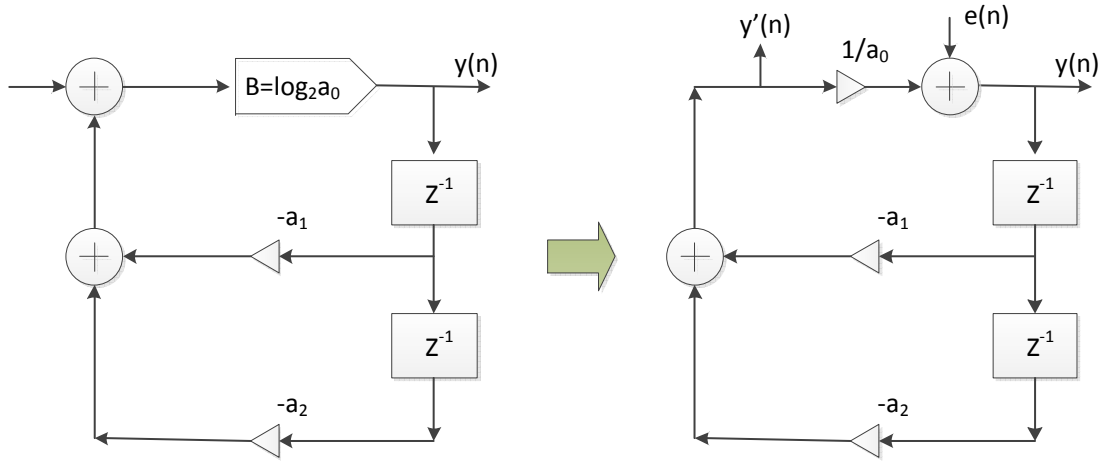 B=log₂a₀
y(n)
Z⁻¹
-a₁
Z⁻¹
-a₂
y’(n)
1/a₀
e(n)
y(n)
Z⁻¹
-a₁
Z⁻¹
-a₂